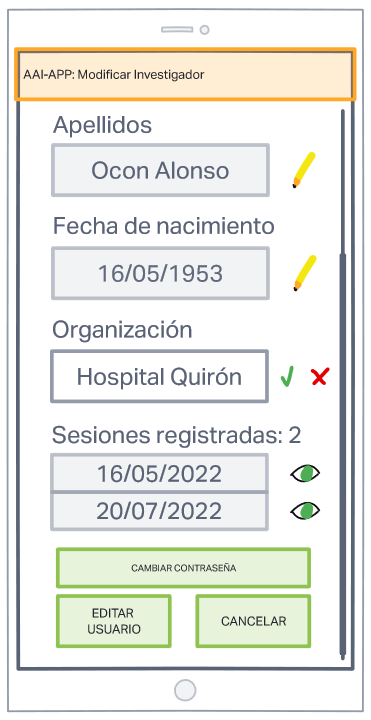 AAI-APP: Modificar Investigador
Apellidos
Ocon Alonso
Fecha de nacimiento
16/05/1953
Organización
Hospital Quirón
Sesiones registradas: 2
16/05/2022
20/07/2022
CAMBIAR CONTRASEÑA
EDITAR
USUARIO
CANCELAR